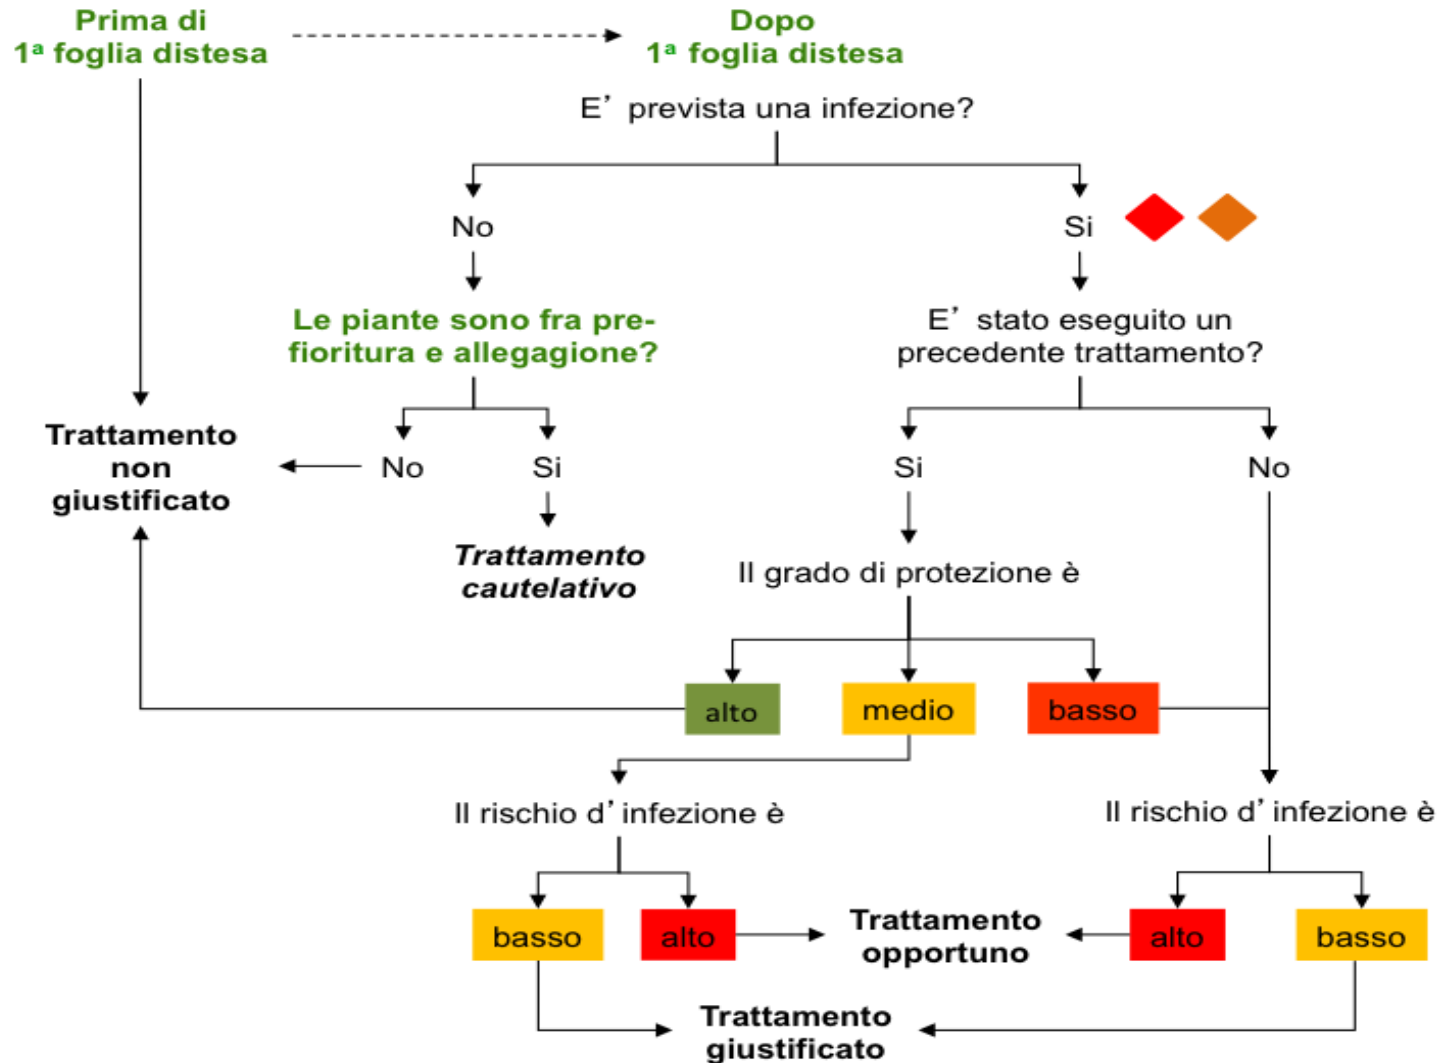 Prima di
1ª foglia distesa
Dopo
1ª foglia distesa
E’ prevista una infezione?
No
Si
Le piante sono fra pre-
fioritura e allegagione?
E’ stato eseguito un
precedente trattamento?
Trattamento
non
giustificato
No
Si
Si
No
Trattamento
cautelativo
Il grado di protezione è
alto
medio
basso
Il rischio d’infezione è
Il rischio d’infezione è
basso
alto
Trattamento
opportuno
alto
basso
Trattamento
giustificato